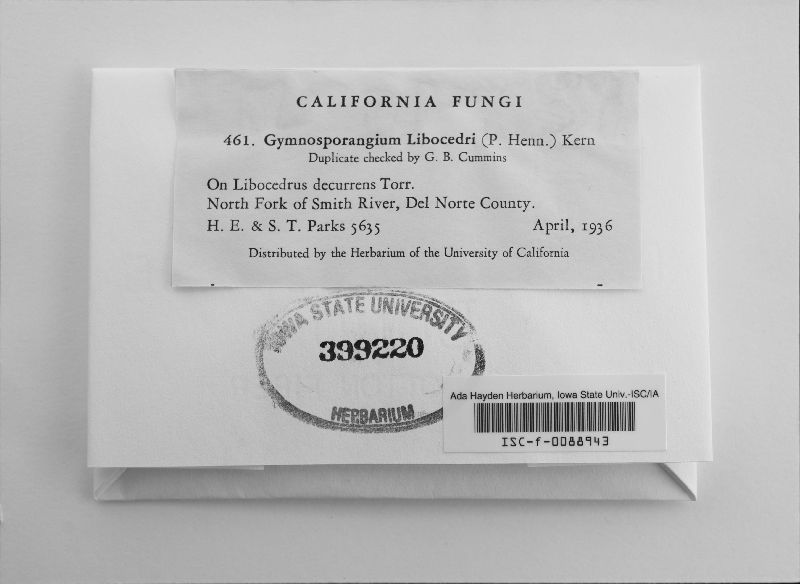 CALIFORNIA FUNGI
461. Gymnosporangium Libocedri (P. Henn.) Kern
Duplicate checked by G. B. Cummins
On Libocedrus decurrens Torr.
North Fork of Smith River, Del Norte County.
H. E. & S. T. Parks 5635 April, 1936
Distributed by the Herbarium of the University of California
IOWA STATE UNIVERSITY
399220
HERBARIUM
Ada Hayden Herbarium, Iowa State Univ.-ISC/IA
ISC-f-0088943